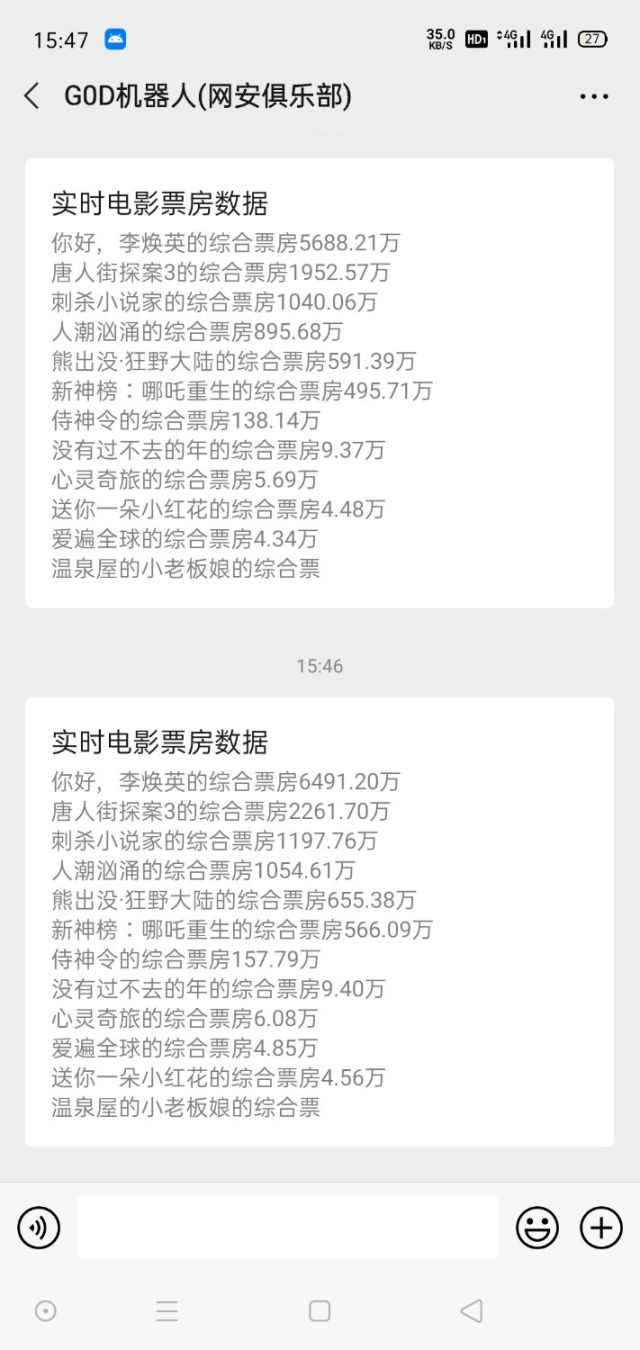 15:47
35.0
KB/S
HD1
4G
4G
27
G0D机器人(网安俱乐部)
实时电影票房数据
你好，李焕英的综合票房5688.21万
唐人街探案3的综合票房1952.57万
刺杀小说家的综合票房1040.06万
人潮汹涌的综合票房895.68万
熊出没·狂野大陆的综合票房591.39万
新神榜：哪吒重生的综合票房495.71万
侍神令的综合票房138.14万
没有过不去的年的综合票房9.37万
心灵奇旅的综合票房5.69万
送你一朵小红花的综合票房4.48万
爱遍全球的综合票房4.34万
温泉屋的小老板娘的综合票
15:46
实时电影票房数据
你好，李焕英的综合票房6491.20万
唐人街探案3的综合票房2261.70万
刺杀小说家的综合票房1197.76万
人潮汹涌的综合票房1054.61万
熊出没·狂野大陆的综合票房655.38万
新神榜：哪吒重生的综合票房566.09万
侍神令的综合票房157.79万
没有过不去的年的综合票房9.40万
心灵奇旅的综合票房6.08万
爱遍全球的综合票房4.85万
送你一朵小红花的综合票房4.56万
温泉屋的小老板娘的综合票